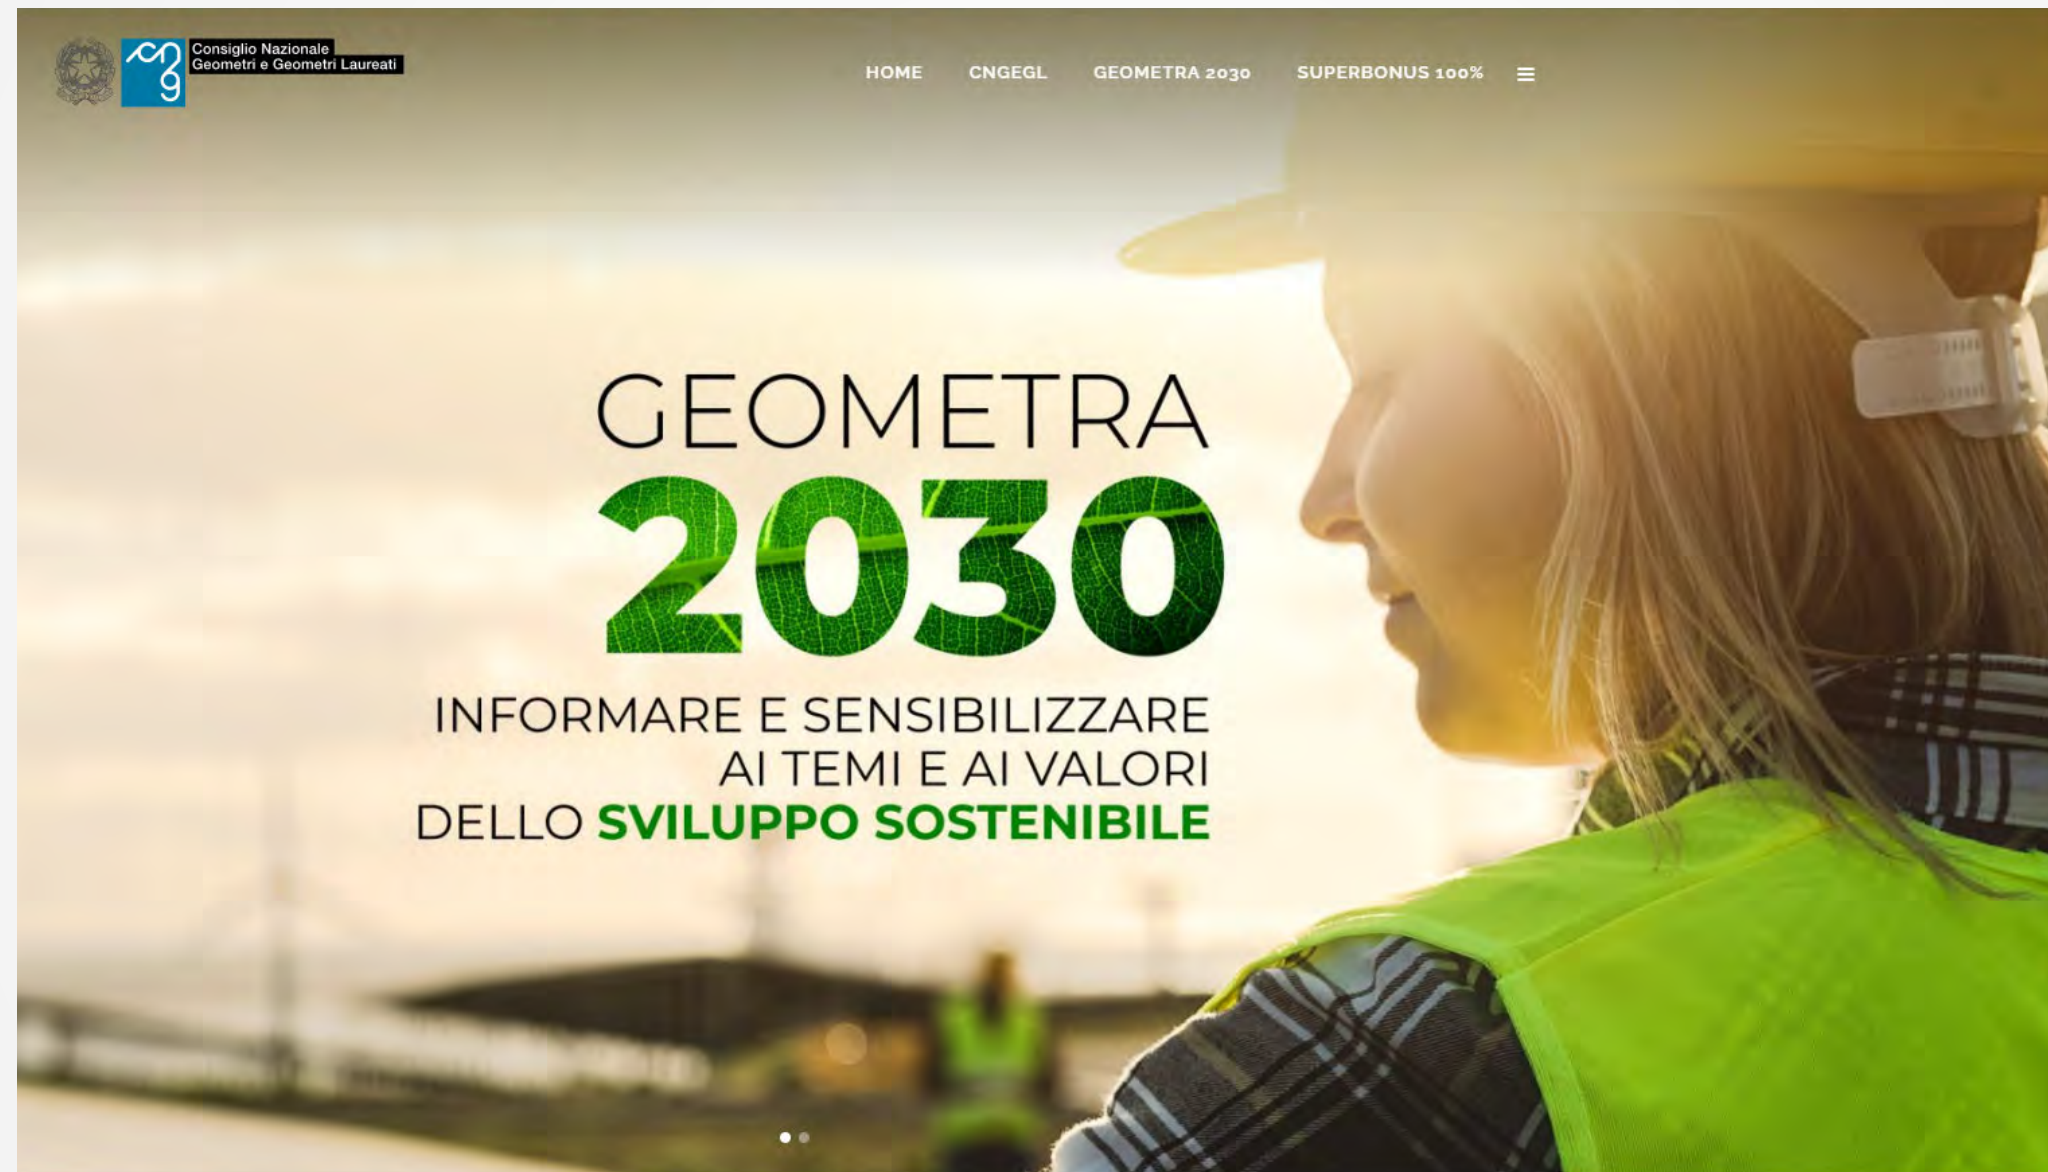 Consiglio Nazionale
Geometri e Geometri Laureati
HOME CNGEGL GEOMETRA 2030 SUPERBONUS 100%
GEOMETRA
2030
INFORMARE E SENSIBILIZZARE
AI TEMI E AI VALORI
DELLO SVILUPPO SOSTENIBILE